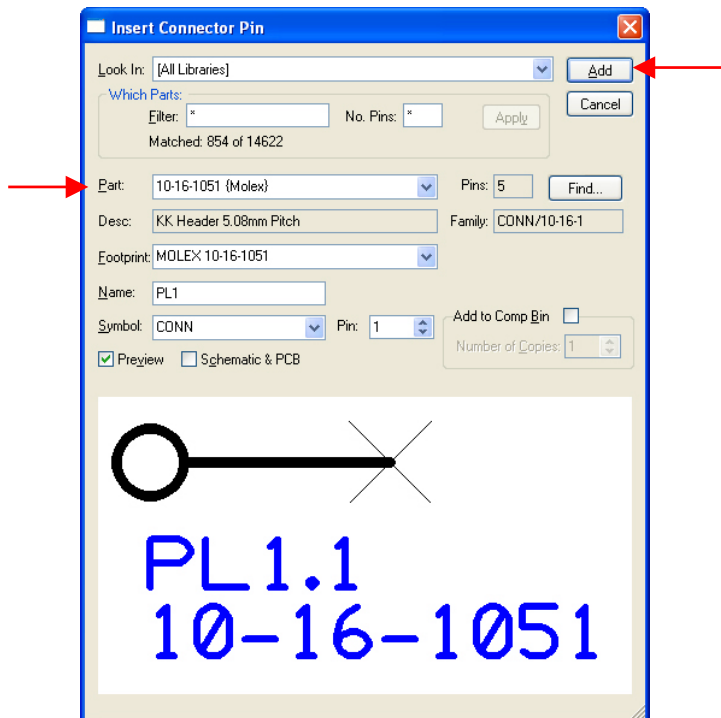 Insert Connector Pin
Look In: [All Libraries] Add
Which Parts:
Filter: * No. Pins: * Apply Cancel
Matched: 854 of 14622
Part: 10-16-1051 {Molex} Pins: 5 Find...
Desc: KK Header 5.08mm Pitch Family: CONN/10-16-1
Footprint: MOLEX 10-16-1051
Name: PL1
Symbol: CONN Pin: 1 Add to Comp Bin
Number of Copies: 1
Preview Schematic & PCB
PL1.1
10-16-1051